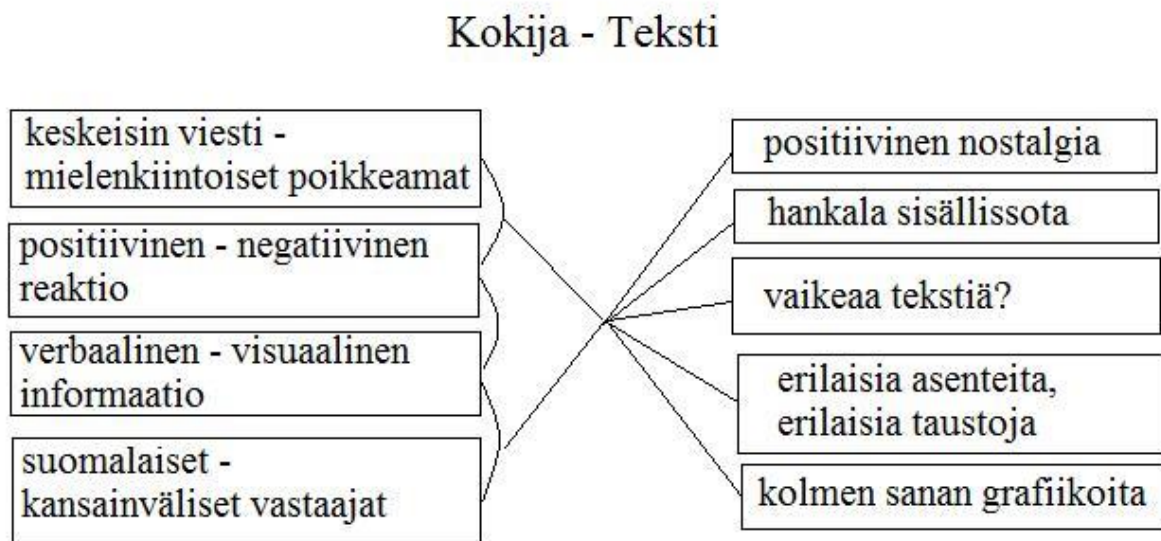 Kokija - Teksti
keskeisin viesti -
mielenkiintoiset poikkeamat
positiivinen - negatiivinen
reaktio
verbaalinen - visuaalinen
informaatio
suomalaiset -
kansainväliset vastaajat
positiivinen nostalgia
hankala sisällissota
vaikeaa tekstiä?
erilaisia asenteita,
erilaisia taustoja
kolmen sanan grafiikoita